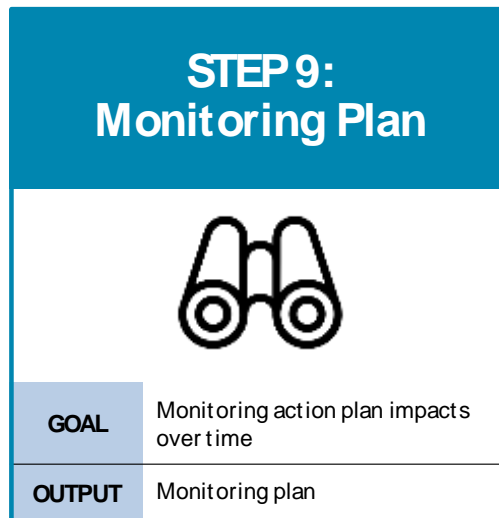 STEP 9:
Monitoring Plan
GOAL
Monitoring action plan impacts
over time
OUTPUT
Monitoring plan